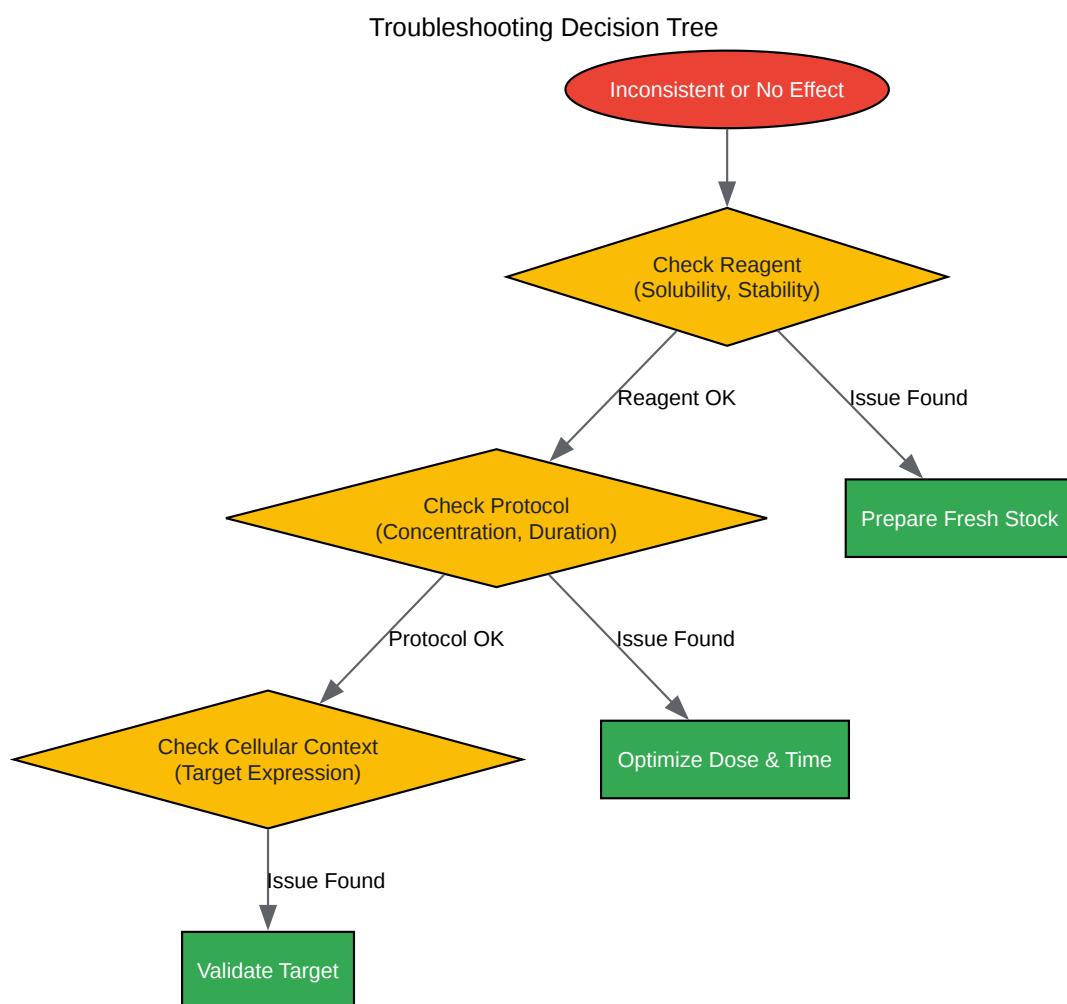 Troubleshooting Decision Tree
Inconsistent or No Effect
Check Reagent
(Solubility, Stability)
Reagent OK
Issue Found
Check Protocol
(Concentration, Duration)
Prepare Fresh Stock
Protocol OK
Issue Found
Check Cellular Context
(Target Expression)
Optimize Dose & Time
Issue Found
Validate Target